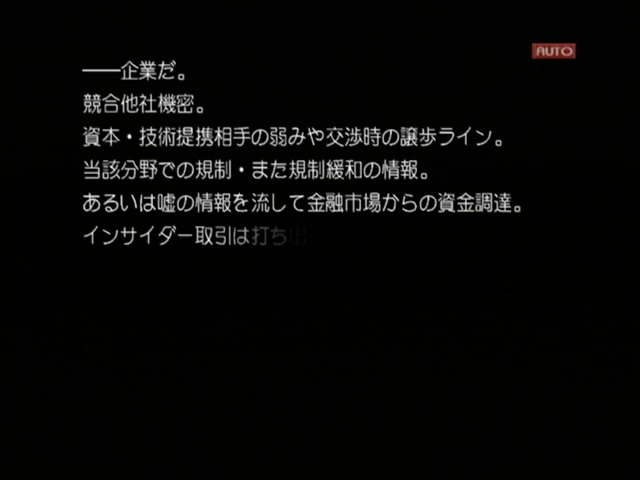 AUTO
――企業だ。
競合他社機密。
資本・技術提携相手の弱みや交渉時の譲歩ライン。
当該分野での規制・また規制緩和の情報。
あるいは嘘の情報を流して金融市場からの資金調達。
インサイダー取引は打ち出